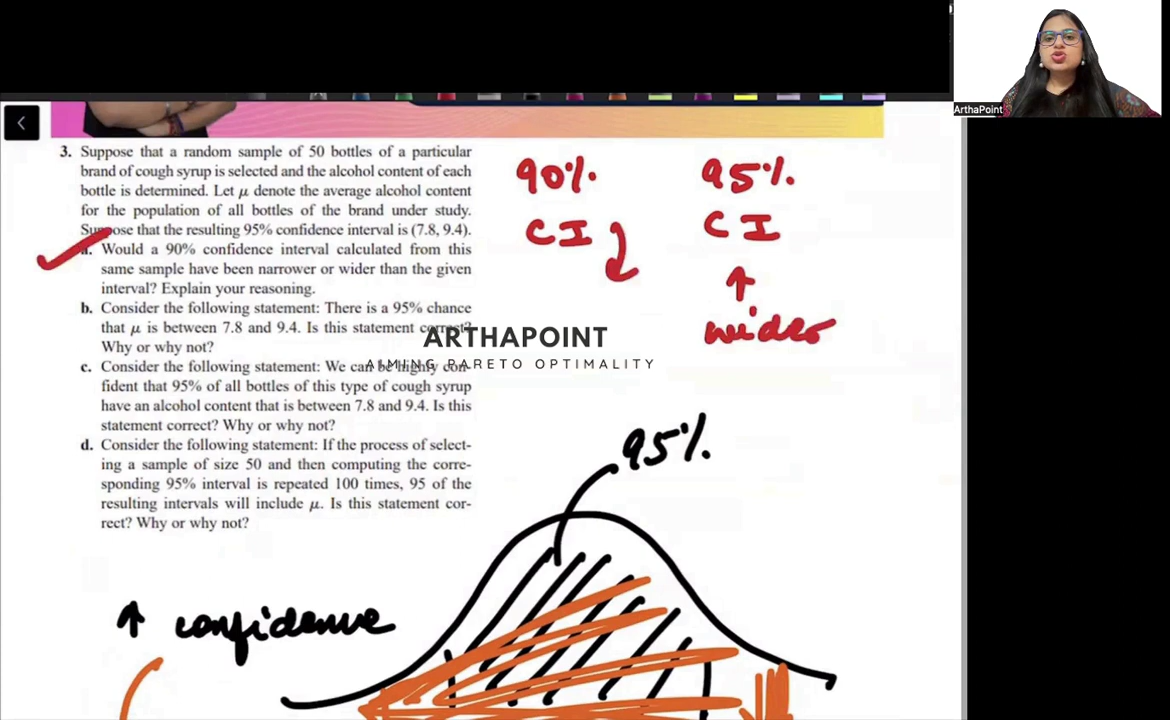 ArthaPoint
3. Suppose that a random sample of 50 bottles of a particular
brand of cough syrup is selected and the alcohol content of each
bottle is determined. Let μ denote the average alcohol content
for the population of all bottles of the brand under study.
Suppose that the resulting 95% confidence interval is (7.8, 9.4).
a. Would a 90% confidence interval calculated from this
same sample have been narrower or wider than the given
interval? Explain your reasoning.
b. Consider the following statement: There is a 95% chance
that μ is between 7.8 and 9.4. Is this statement correct?
Why or why not?
c. Consider the following statement: We can be highly con-
fident that 95% of all bottles of this type of cough syrup
have an alcohol content that is between 7.8 and 9.4. Is this
statement correct? Why or why not?
d. Consider the following statement: If the process of select-
ing a sample of size 50 and then computing the corre-
sponding 95% interval is repeated 100 times, 95 of the
resulting intervals will include μ. Is this statement cor-
rect? Why or why not?
90% 95%
CI CI
↑
wider
ARTHAPOINT
AIMING PARETO OPTIMALITY
95%
↑ confidence